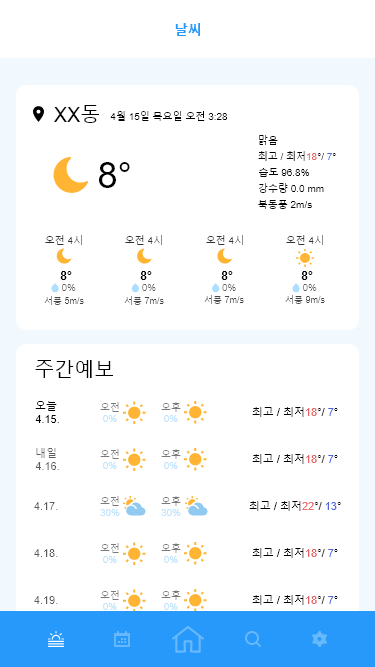 날씨
XX동 4월 15일 목요일 오전 3:28
8°
맑음
최고 / 최저18°/ 7°
습도 96.8%
강수량 0.0 mm
북동풍 2m/s
오전 4시 오전 4시 오전 4시 오전 4시
8° 8° 8° 8°
0% 0% 0% 0%
서풍 5m/s 서풍 7m/s 서풍 7m/s 서풍 9m/s
주간예보
오늘 4.15. 오전 0% 오후 0% 최고 / 최저18°/ 7°
내일 4.16. 오전 0% 오후 0% 최고 / 최저18°/ 7°
4.17. 오전 30% 오후 30% 최고 / 최저22°/ 13°
4.18. 오전 0% 오후 0% 최고 / 최저18°/ 7°
4.19. 오전 0% 오후 0% 최고 / 최저18°/ 7°